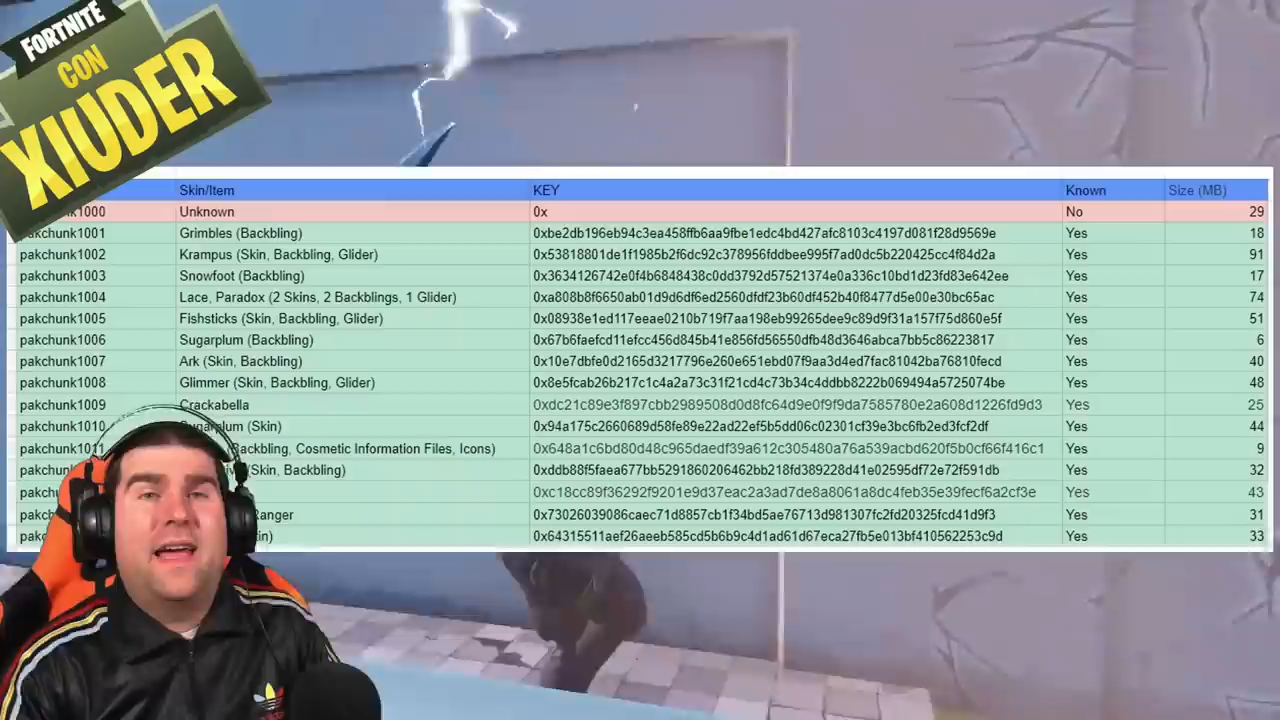 FORTNITE
CON
XIUDER
Skin/Item KEY Known Size (MB)
Unknown 0x No 29
pakchunk1001 Grimbles (Backbling) 0xbe2db196eb94c3ea458ffb6aa9fbe1edc4bd427afc8103c4197d081f28d9569e Yes 18
pakchunk1002 Krampus (Skin, Backbling, Glider) 0x53818801de1f1985b2f6dc92c378956fddbee995f7ad0dc5b220425cc4f84d2a Yes 91
pakchunk1003 Snowfoot (Backbling) 0x3634126742e0f4b6848438c0dd3792d57521374e0a336c10bd1d23fd83e642ee Yes 17
pakchunk1004 Lace, Paradox (2 Skins, 2 Backblings, 1 Glider) 0xa808b8f6650ab01d9d6df6ed2560dfdf23b60df452b40f8477d5e00e30bc65ac Yes 74
pakchunk1005 Fishsticks (Skin, Backbling, Glider) 0x08938e1ed117eeae0210b719f7aa198eb99265dee9c89d9f31a157f75d860e5f Yes 51
pakchunk1006 Sugarplum (Backbling) 0x67b6faefcd11efcc456d845b41e856fd56550dfb48d3646abca7bb5c86223817 Yes 6
pakchunk1007 Ark (Skin, Backbling) 0x10e7dbfe0d2165d3217796e260e651ebd07f9aa3d4ed7fac81042ba76810fecd Yes 40
pakchunk1008 Glimmer (Skin, Backbling, Glider) 0x8e5fcab26b217c1c4a2a73c31f21cd4c73b34c4ddbb8222b069494a5725074be Yes 48
pakchunk1009 Crackabella 0xdc21c89e3f897cbb2989508d0d8fc64d9e0f9f9da7585780e2a608d1226fd9d3 Yes 25
pakchunk1010 Sugarplum (Skin) 0x94a175c2660689d58fe89e22ad22ef5b5dd06c02301cf39e3bc6fb2ed3fcf2df Yes 44
pakchunk1011 (Backbling, Cosmetic Information Files, Icons) 0x648a1c6bd80d48c965daedf39a612c305480a76a539acbd620f5b0cf66f416c1 Yes 9
(Skin, Backbling) 0xddb88f5faea677bb5291860206462bb218fd389228d41e02595df72e72f591db Yes 32
0xc18cc89f36292f9201e9d37eac2a3ad7de8a8061a8dc4feb35e39fecf6a2cf3e Yes 43
0x73026039086caec71d8857cb1f34bd5ae76713d981307fc2fd20325fcd41d9f3 Yes 31
0x64315511aef26aeeb585cd5b6b9c4d1ad61d67eca27fb5e013bf410562253c9d Yes 33
adidas